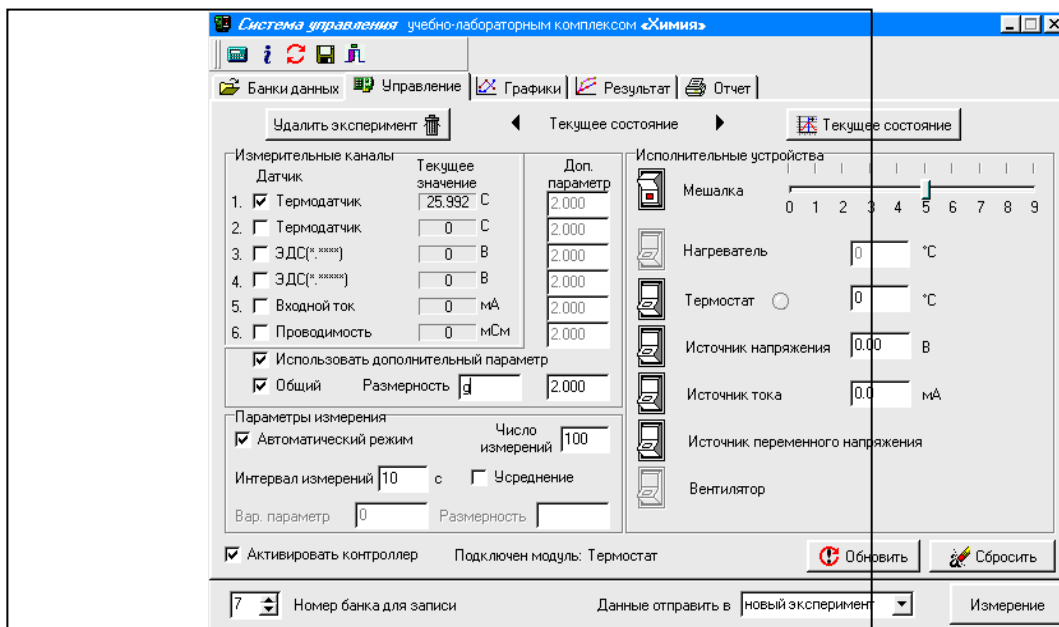 Система управления учебно-лабораторным комплексом «Химия»
Банки данных Управление Графики Результат Отчет
Удалить эксперимент Текущее состояние Текущее состояние
Измерительные каналы
Датчик Текущее значение Доп. параметр
1. Термодатчик 25.992 С 2.000
2. Термодатчик 0 С 2.000
3. ЭДС(*.****) 0 В 2.000
4. ЭДС(*.*****) 0 В 2.000
5. Входной ток 0 мА 2.000
6. Проводимость 0 мСм 2.000
Использовать дополнительный параметр
Общий Размерность g 2.000
Параметры измерения
Автоматический режим Число измерений 100
Интервал измерений 10 с Усреднение
Вар. параметр 0 Размерность
Исполнительные устройства
Мешалка
0 1 2 3 4 5 6 7 8 9
Нагреватель 0 °С
Термостат 0 °С
Источник напряжения 0.00 В
Источник тока 0.0 мА
Источник переменного напряжения
Вентилятор
Активировать контроллер Подключен модуль: Термостат Обновить Сбросить
7 Номер банка для записи Данные отправить в новый эксперимент Измерение